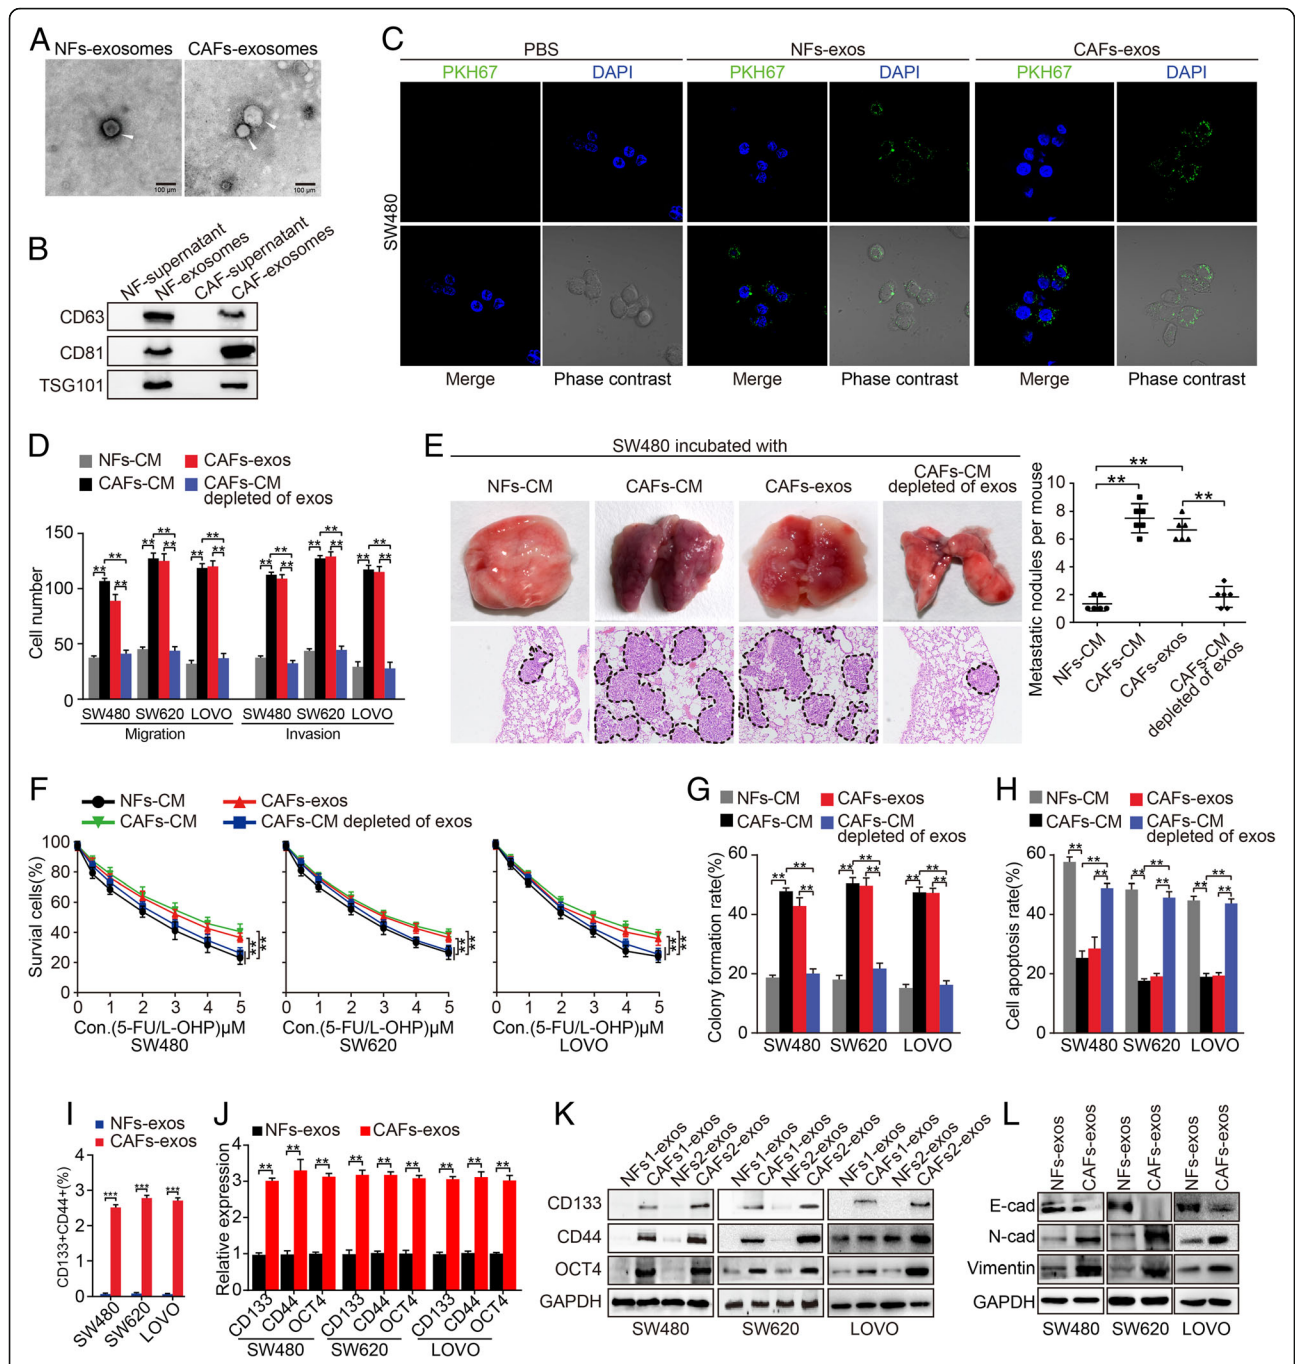 A
NFs-exosomes CAFs-exosomes
100 μm 100 μm
B
NF-supernatant
NF-exosomes
CAF-supernatant
CAF-exosomes
CD63
CD81
TSG101
C
PBS NFs-exos CAFs-exos
PKH67 DAPI PKH67 DAPI PKH67 DAPI
SW480
Merge Phase contrast Merge Phase contrast Merge Phase contrast
D
NFs-CM CAFs-exos
CAFs-CM CAFs-CM
depleted of exos
Cell number
150
100
50
0
** ** ** ** ** ** ** ** ** ** ** ** ** ** ** ** ** **
SW480 SW620 LOVO SW480 SW620 LOVO
Migration Invasion
E
SW480 incubated with
NFs-CM CAFs-CM CAFs-exos CAFs-CM
depleted of exos
Metastatic nodules per mouse
10
8
6
4
2
0
** ** **
NFs-CM
CAFs-CM
CAFs-exos
CAFs-CM
depleted of exos
F
NFs-CM CAFs-exos
CAFs-CM CAFs-CM depleted of exos
Survial cells(%)
100
80
60
40
20
0
** ** ** ** ** **
0 1 2 3 4 5 0 1 2 3 4 5 0 1 2 3 4 5
Con.(5-FU/L-OHP)μM Con.(5-FU/L-OHP)μM Con.(5-FU/L-OHP)μM
SW480 SW620 LOVO
G
NFs-CM CAFs-exos
CAFs-CM CAFs-CM
depleted of exos
Colony formation rate(%)
60
40
20
0
** ** ** ** ** ** ** ** **
SW480 SW620 LOVO
H
NFs-CM CAFs-exos
CAFs-CM CAFs-CM
depleted of exos
Cell apoptosis rate(%)
60
40
20
0
** ** ** ** ** ** ** ** **
SW480 SW620 LOVO
I
NFs-exos
CAFs-exos
CD133+CD44+(%)
4
3
2
1
0
*** *** ***
SW480
SW620
LOVO
J
NFs-exos CAFs-exos
Relative expression
4
3
2
1
0
** ** ** ** ** ** ** ** **
CD133
CD44
OCT4
CD133
CD44
OCT4
CD133
CD44
OCT4
SW480 SW620 LOVO
K
NFs1-exos
CAFs1-exos
NFs2-exos
CAFs2-exos
NFs1-exos
CAFs1-exos
NFs2-exos
CAFs2-exos
NFs1-exos
CAFs1-exos
NFs2-exos
CAFs2-exos
CD133
CD44
OCT4
GAPDH
SW480 SW620 LOVO
L
NFs-exos
CAFs-exos
NFs-exos
CAFs-exos
NFs-exos
CAFs-exos
E-cad
N-cad
Vimentin
GAPDH
SW480 SW620 LOVO